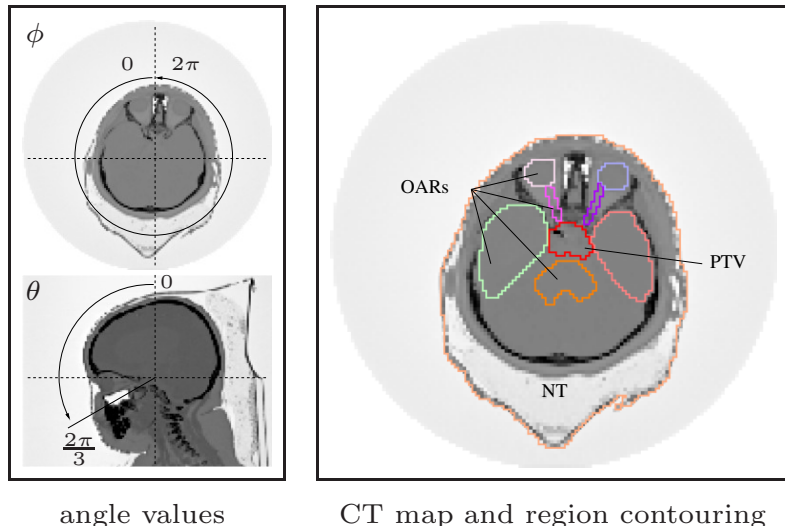 ϕ
0 2π
θ
0
2π/3
angle values
OARs
PTV
NT
CT map and region contouring